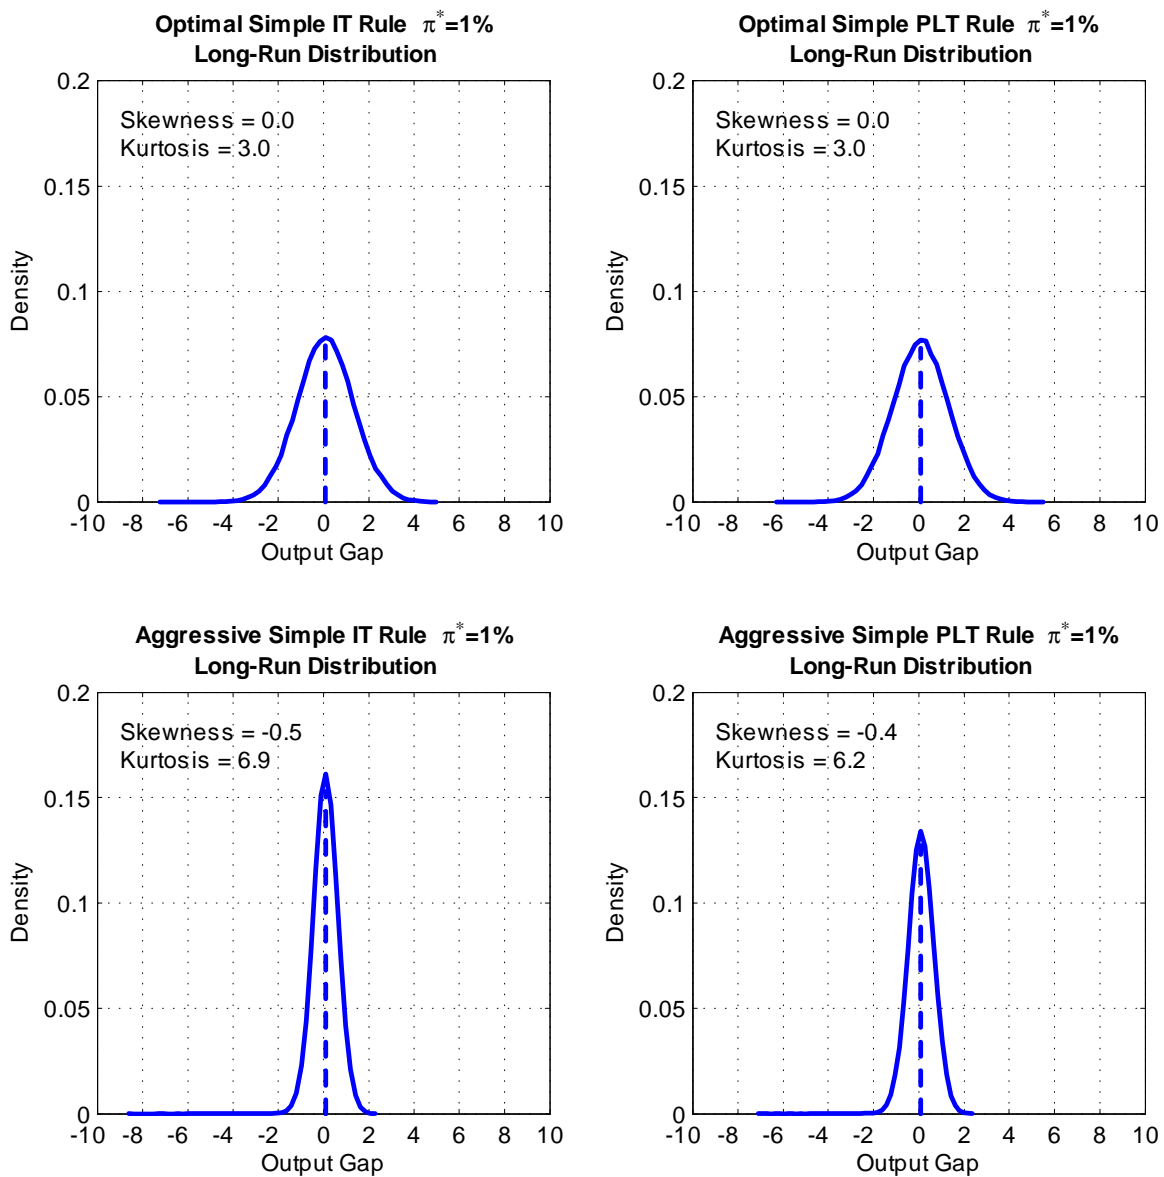 Optimal Simple IT Rule π*=1%
Long-Run Distribution
0.2
0.15
0.1
0.05
0
Density
Skewness = 0.0
Kurtosis = 3.0
-10 -8 -6 -4 -2 0 2 4 6 8 10
Output Gap
Optimal Simple PLT Rule π*=1%
Long-Run Distribution
0.2
0.15
0.1
0.05
0
Density
Skewness = 0.0
Kurtosis = 3.0
-10 -8 -6 -4 -2 0 2 4 6 8 10
Output Gap
Aggressive Simple IT Rule π*=1%
Long-Run Distribution
0.2
0.15
0.1
0.05
0
Density
Skewness = -0.5
Kurtosis = 6.9
-10 -8 -6 -4 -2 0 2 4 6 8 10
Output Gap
Aggressive Simple PLT Rule π*=1%
Long-Run Distribution
0.2
0.15
0.1
0.05
0
Density
Skewness = -0.4
Kurtosis = 6.2
-10 -8 -6 -4 -2 0 2 4 6 8 10
Output Gap